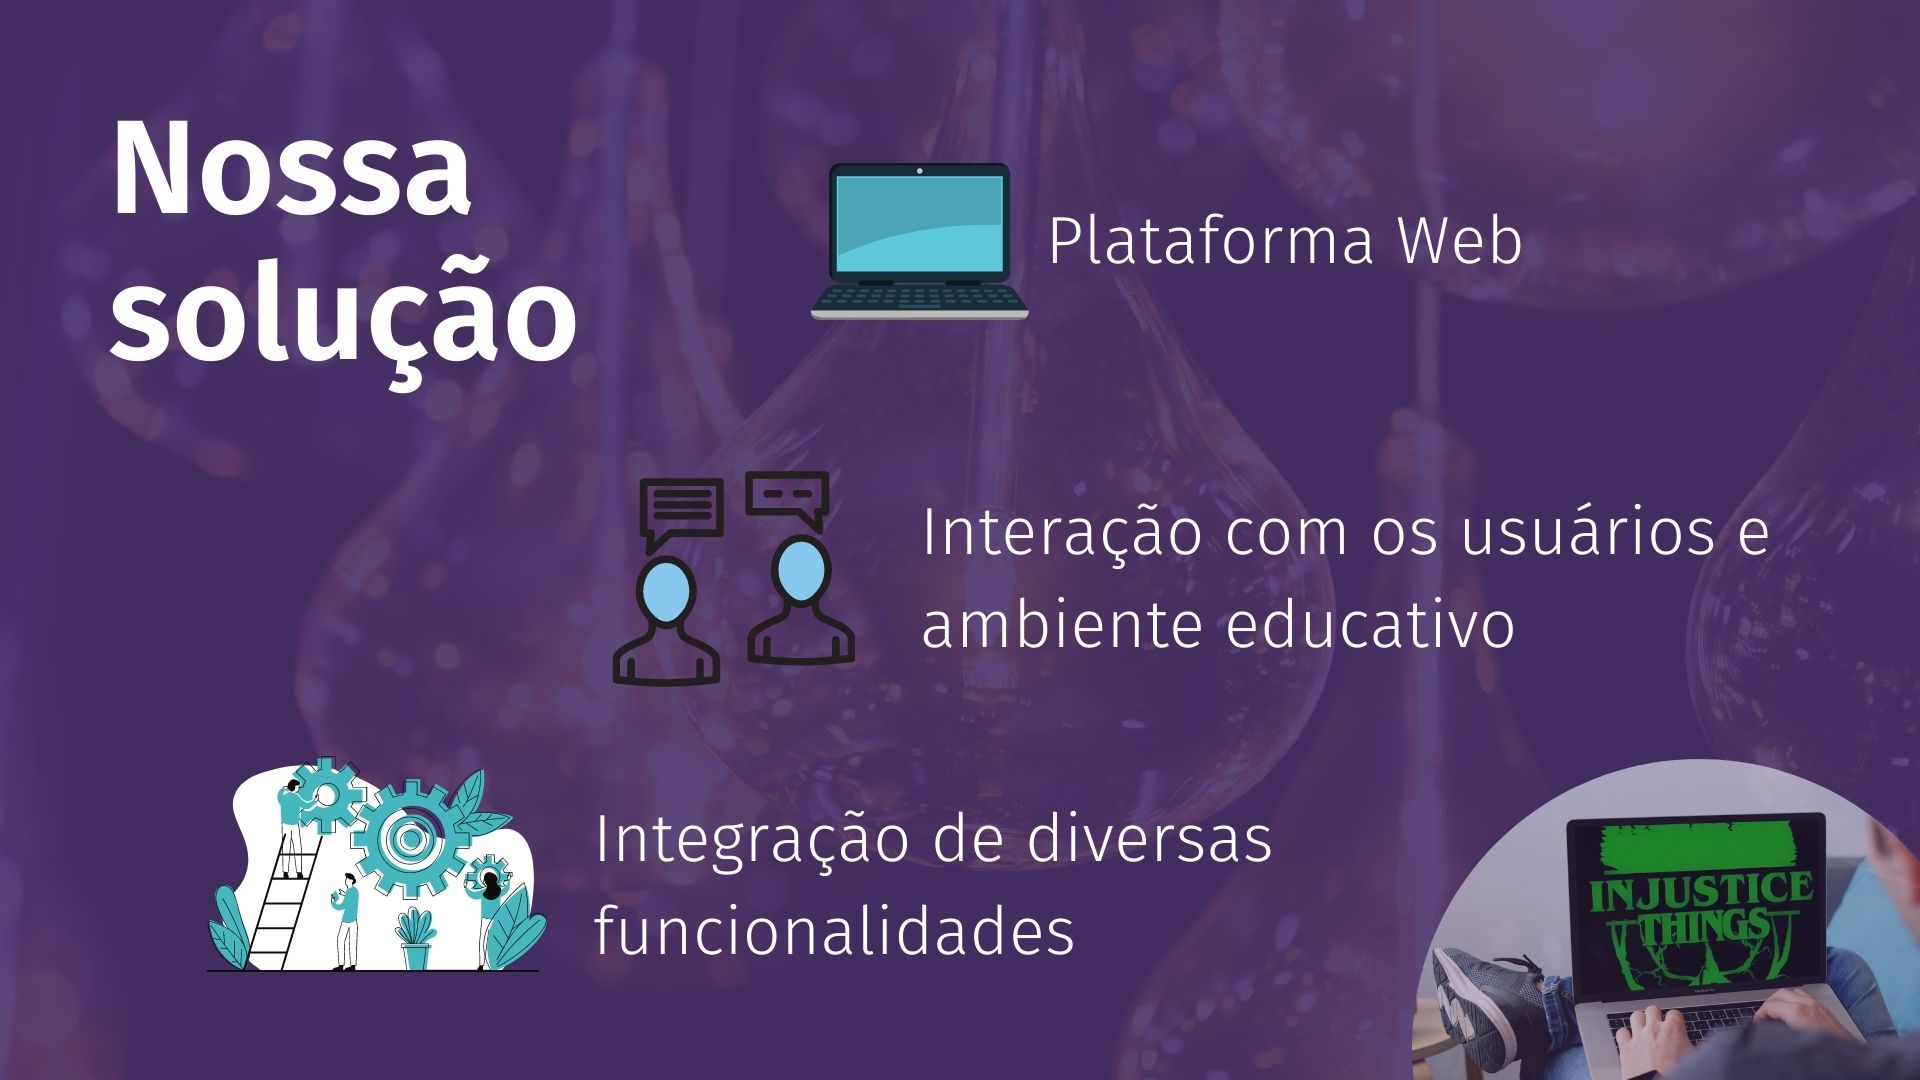 Nossa
solução
Plataforma Web
Interação com os usuários e
ambiente educativo
Integração de diversas
funcionalidades
INJUSTICE
THINGS